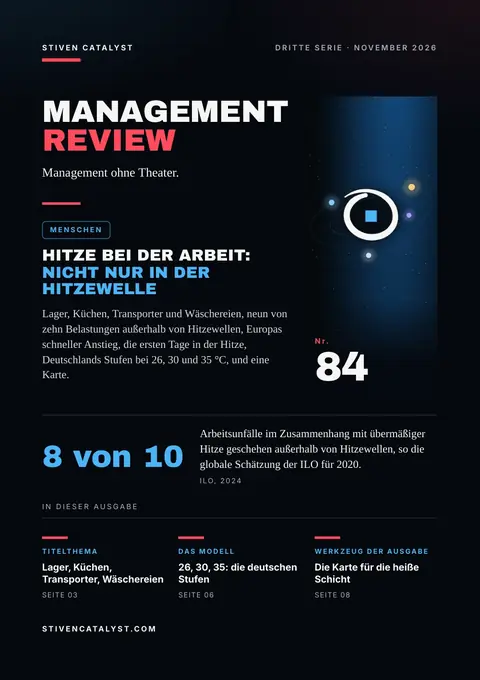 STIVEN CATALYST
DRITTE SERIE · NOVEMBER 2026
MANAGEMENT
REVIEW
Management ohne Theater.
MENSCHEN
HITZE BEI DER ARBEIT:
NICHT NUR IN DER
HITZEWELLE
Lager, Küchen, Transporter und Wäschereien, neun von
zehn Belastungen außerhalb von Hitzewellen, Europas
schneller Anstieg, die ersten Tage in der Hitze,
Deutschlands Stufen bei 26, 30 und 35 °C, und eine
Karte.
Nr.
84
8 von 10
Arbeitsunfälle im Zusammenhang mit übermäßiger
Hitze geschehen außerhalb von Hitzewellen, so die
globale Schätzung der ILO für 2020.
ILO, 2024
IN DIESER AUSGABE
TITELTHEMA
Lager, Küchen,
Transporter, Wäschereien
SEITE 03
DAS MODELL
26, 30, 35: die deutschen
Stufen
SEITE 06
WERKZEUG DER AUSGABE
Die Karte für die heiße
Schicht
SEITE 08
STIVENCATALYST.COM